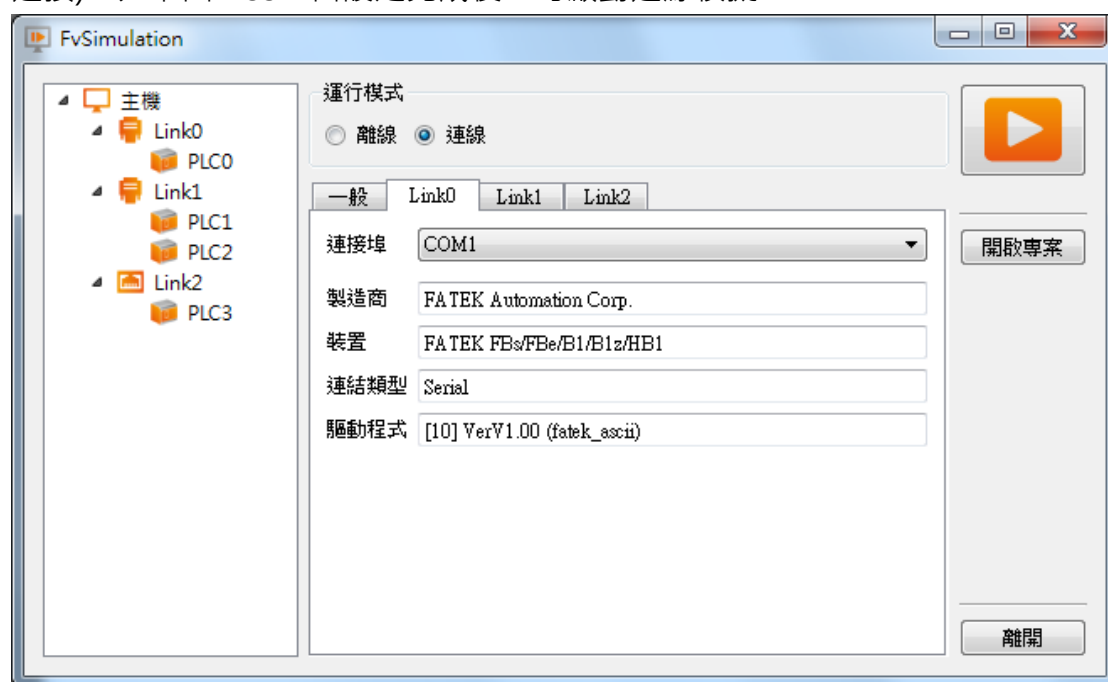 FvSimulation
主機
Link0
PLC0
Link1
PLC1
PLC2
Link2
PLC3
運行模式
離線 連線
一般 Link0 Link1 Link2
連接埠 COM1
製造商 FATEK Automation Corp.
裝置 FATEK FBs/FBe/B1/B1z/HB1
連結類型 Serial
驅動程式 [10] VerV1.00 (fatek_ascii)
開啟專案
離開